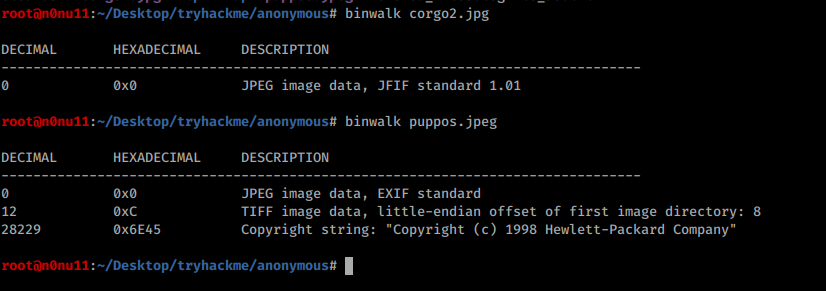 root@n0nu11:~/Desktop/tryhackme/anonymous# binwalk corgo2.jpg
DECIMAL HEXADECIMAL DESCRIPTION
--------------------------------------------------------------------------------
0 0x0 JPEG image data, JFIF standard 1.01
root@n0nu11:~/Desktop/tryhackme/anonymous# binwalk puppos.jpeg
DECIMAL HEXADECIMAL DESCRIPTION
--------------------------------------------------------------------------------
0 0x0 JPEG image data, EXIF standard
12 0xC TIFF image data, little-endian offset of first image directory: 8
28229 0x6E45 Copyright string: "Copyright (c) 1998 Hewlett-Packard Company"
root@n0nu11:~/Desktop/tryhackme/anonymous#